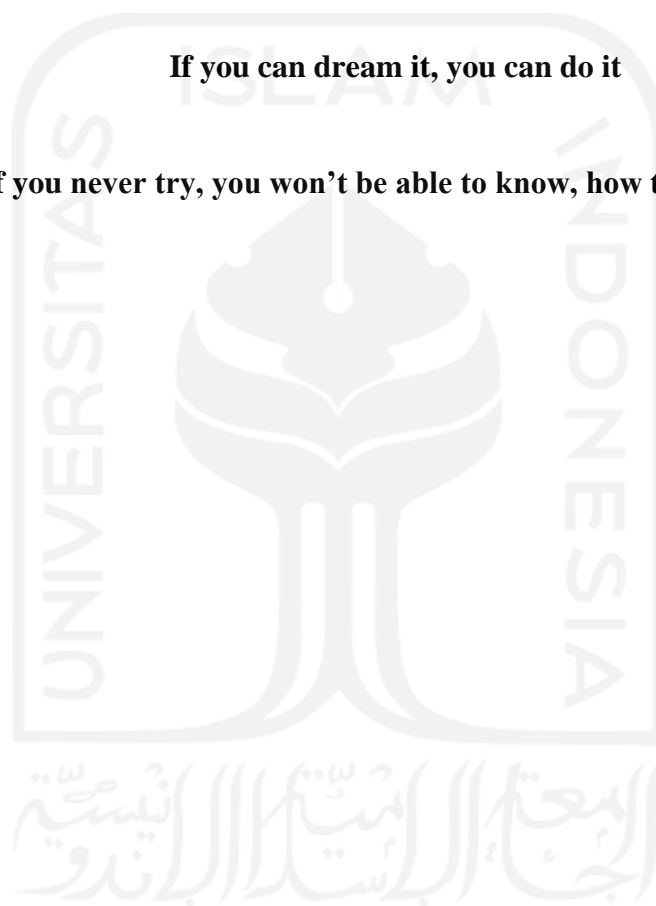 ISLAM
If you can dream it, you can do it
f you never try, you won’t be able to know, how t
UNIVERSITAS
INDONESIA